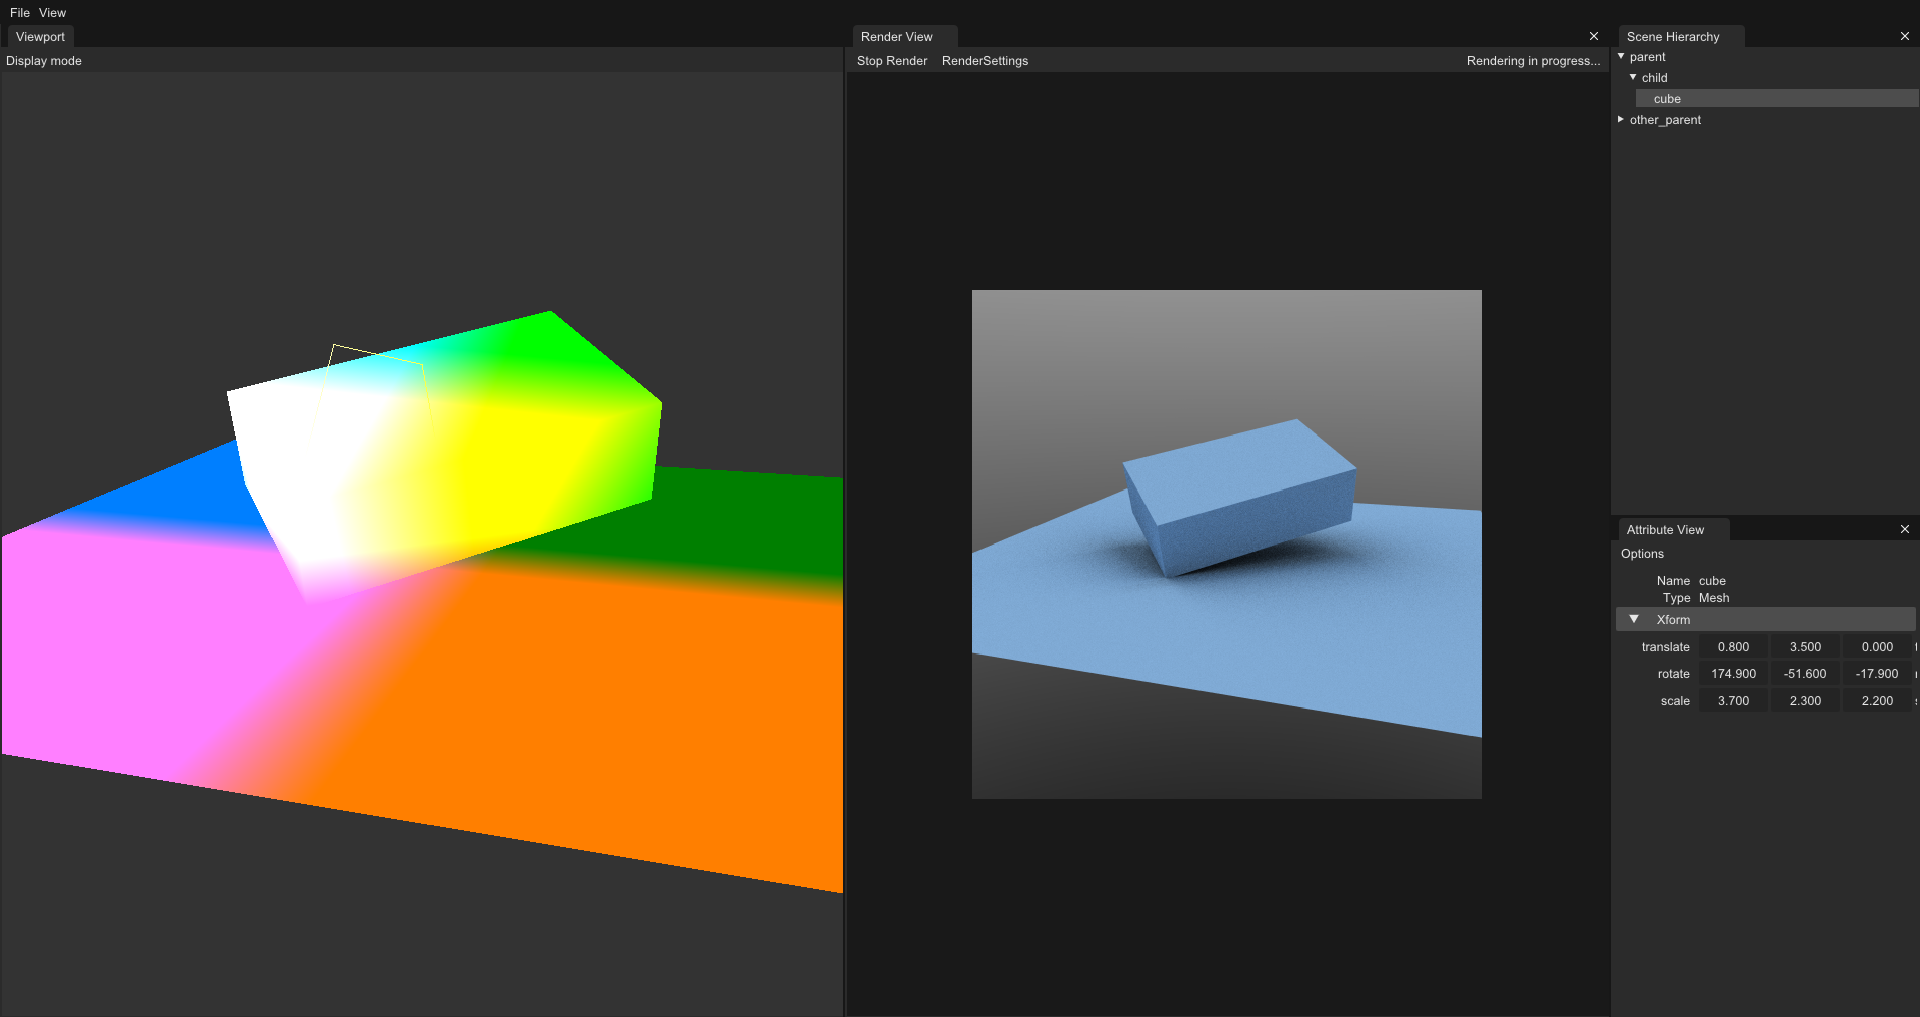 File View
Viewport
Display mode
Render View
Stop Render RenderSettings Rendering in progress...
Scene Hierarchy
parent
child
cube
other_parent
Attribute View
Options
Name cube
Type Mesh
Xform
translate 0.800 3.500 0.000
rotate 174.900 -51.600 -17.900
scale 3.700 2.300 2.200